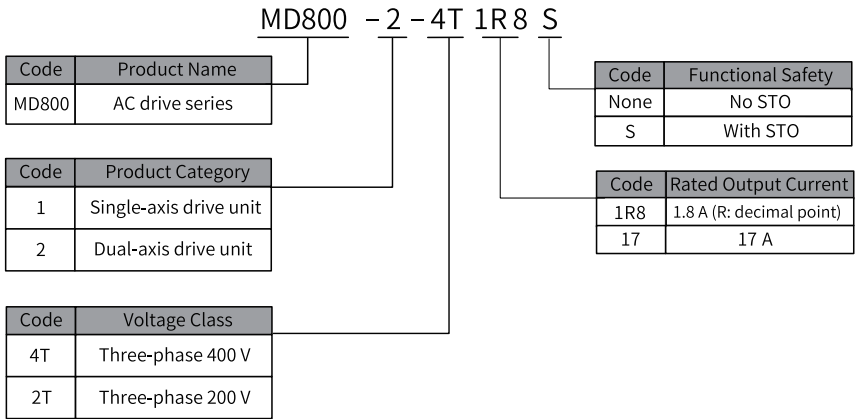 MD800 - 2 - 4T 1R8 S
Code Product Name
MD800 AC drive series
Code Product Category
1 Single-axis drive unit
2 Dual-axis drive unit
Code Voltage Class
4T Three-phase 400 V
2T Three-phase 200 V
Code Functional Safety
None No STO
S With STO
Code Rated Output Current
1R8 1.8 A (R: decimal point)
17 17 A